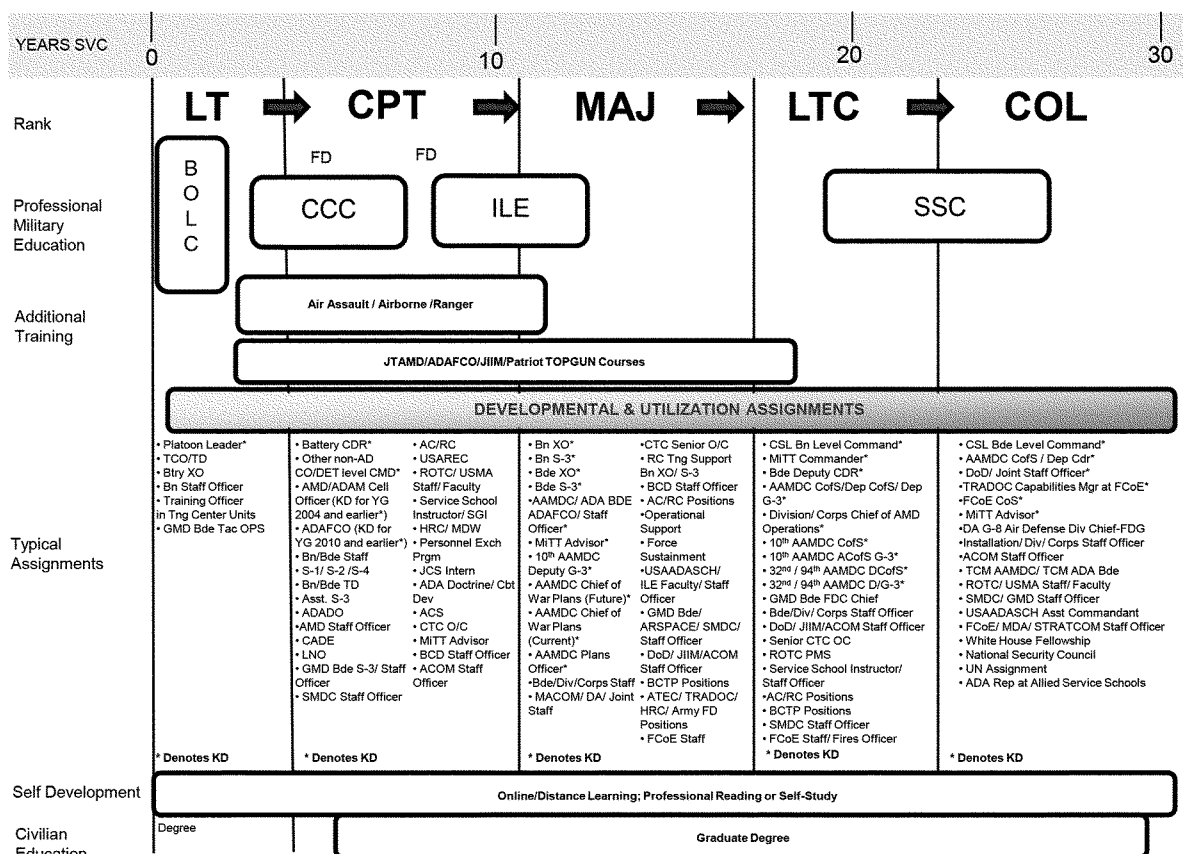 YEARS SVC
0
10
20
30
Rank
LT
CPT
MAJ
LTC
COL
FD
FD
Professional
Military
Education
B
O
L
C
CCC
ILE
SSC
Additional
Training
Air Assault / Airborne /Ranger
JTAMD/ADAFCO/JIIM/Patriot TOPGUN Courses
DEVELOPMENTAL & UTILIZATION ASSIGNMENTS
Typical
Assignments
• Platoon Leader*
• TCO/TD
• Btry XO
• Bn Staff Officer
• Training Officer
in Tng Center Units
• GMD Bde Tac OPS
* Denotes KD
• Battery CDR*
• Other non-AD
CO/DET level CMD*
• AMD/ADAM Cell
Officer (KD for YG
2004 and earlier*)
• ADAFCO (KD for
YG 2010 and earlier*)
• Bn/Bde Staff
• S-1/ S-2 /S-4
• Bn/Bde TD
• Asst. S-3
• ADADO
•AMD Staff Officer
• CADE
• LNO
• GMD Bde S-3/ Staff
Officer
• SMDC Staff Officer
* Denotes KD
• AC/RC
• USAREC
• ROTC/ USMA
Staff/ Faculty
• Service School
Instructor/ SGI
• HRC/ MDW
• Personnel Exch
Prgm
• JCS Intern
• ADA Doctrine/ Cbt
Dev
• ACS
• CTC O/C
• MiTT Advisor
• BCD Staff Officer
• ACOM Staff
Officer
• Bn XO*
• Bn S-3*
• Bde XO*
• Bde S-3*
•AAMDC/ ADA BDE
ADAFCO/ Staff
Officer*
• MiTT Advisor*
• 10th AAMDC
Deputy G-3*
• AAMDC Chief of
War Plans (Future)*
• AAMDC Chief of
War Plans
(Current)*
• AAMDC Plans
Officer*
•Bde/Div/Corps Staff
• MACOM/ DA/ Joint
Staff
* Denotes KD
•CTC Senior O/C
• RC Tng Support
Bn XO/ S-3
• BCD Staff Officer
• AC/RC Positions
•Operational
Support
• Force
Sustainment
•USAADASCH/
ILE Faculty/ Staff
Officer
• GMD Bde/
ARSPACE/ SMDC/
Staff Officer
• DoD/ JIIM/ACOM
Staff Officer
• BCTP Positions
• ATEC/ TRADOC/
HRC/ Army FD
Positions
• FCoE Staff
• CSL Bn Level Command*
• MiTT Commander*
• Bde Deputy CDR*
• AAMDC CofS/Dep CofS/ Dep
G-3*
• Division/ Corps Chief of AMD
Operations*
• 10th AAMDC CofS*
• 10th AAMDC ACofS G-3*
• 32nd / 94th AAMDC DCofS*
• 32nd / 94th AAMDC D/G-3*
• GMD Bde FDC Chief
• Bde/Div/ Corps Staff Officer
• DoD/ JIIM/ACOM Staff Officer
• Senior CTC OC
• ROTC PMS
• Service School Instructor/
Staff Officer
•AC/RC Positions
• BCTP Positions
• SMDC Staff Officer
• FCoE Staff/ Fires Officer
* Denotes KD
• CSL Bde Level Command*
• AAMDC CofS / Dep Cdr*
• DoD/ Joint Staff Officer*
•TRADOC Capabilities Mgr at FCoE*
•FCoE CoS*
• MiTT Advisor*
• DA G-8 Air Defense Div Chief-FDG
•Installation/ Div/ Corps Staff Officer
•ACOM Staff Officer
• TCM AAMDC/ TCM ADA Bde
• ROTC/ USMA Staff/ Faculty
• SMDC/ GMD Staff Officer
• USAADASCH Asst Commandant
• FCoE/ MDA/ STRATCOM Staff Officer
• White House Fellowship
• National Security Council
• UN Assignment
• ADA Rep at Allied Service Schools
* Denotes KD
Self Development
Online/Distance Learning; Professional Reading or Self-Study
Civilian
Education
Degree
Graduate Degree